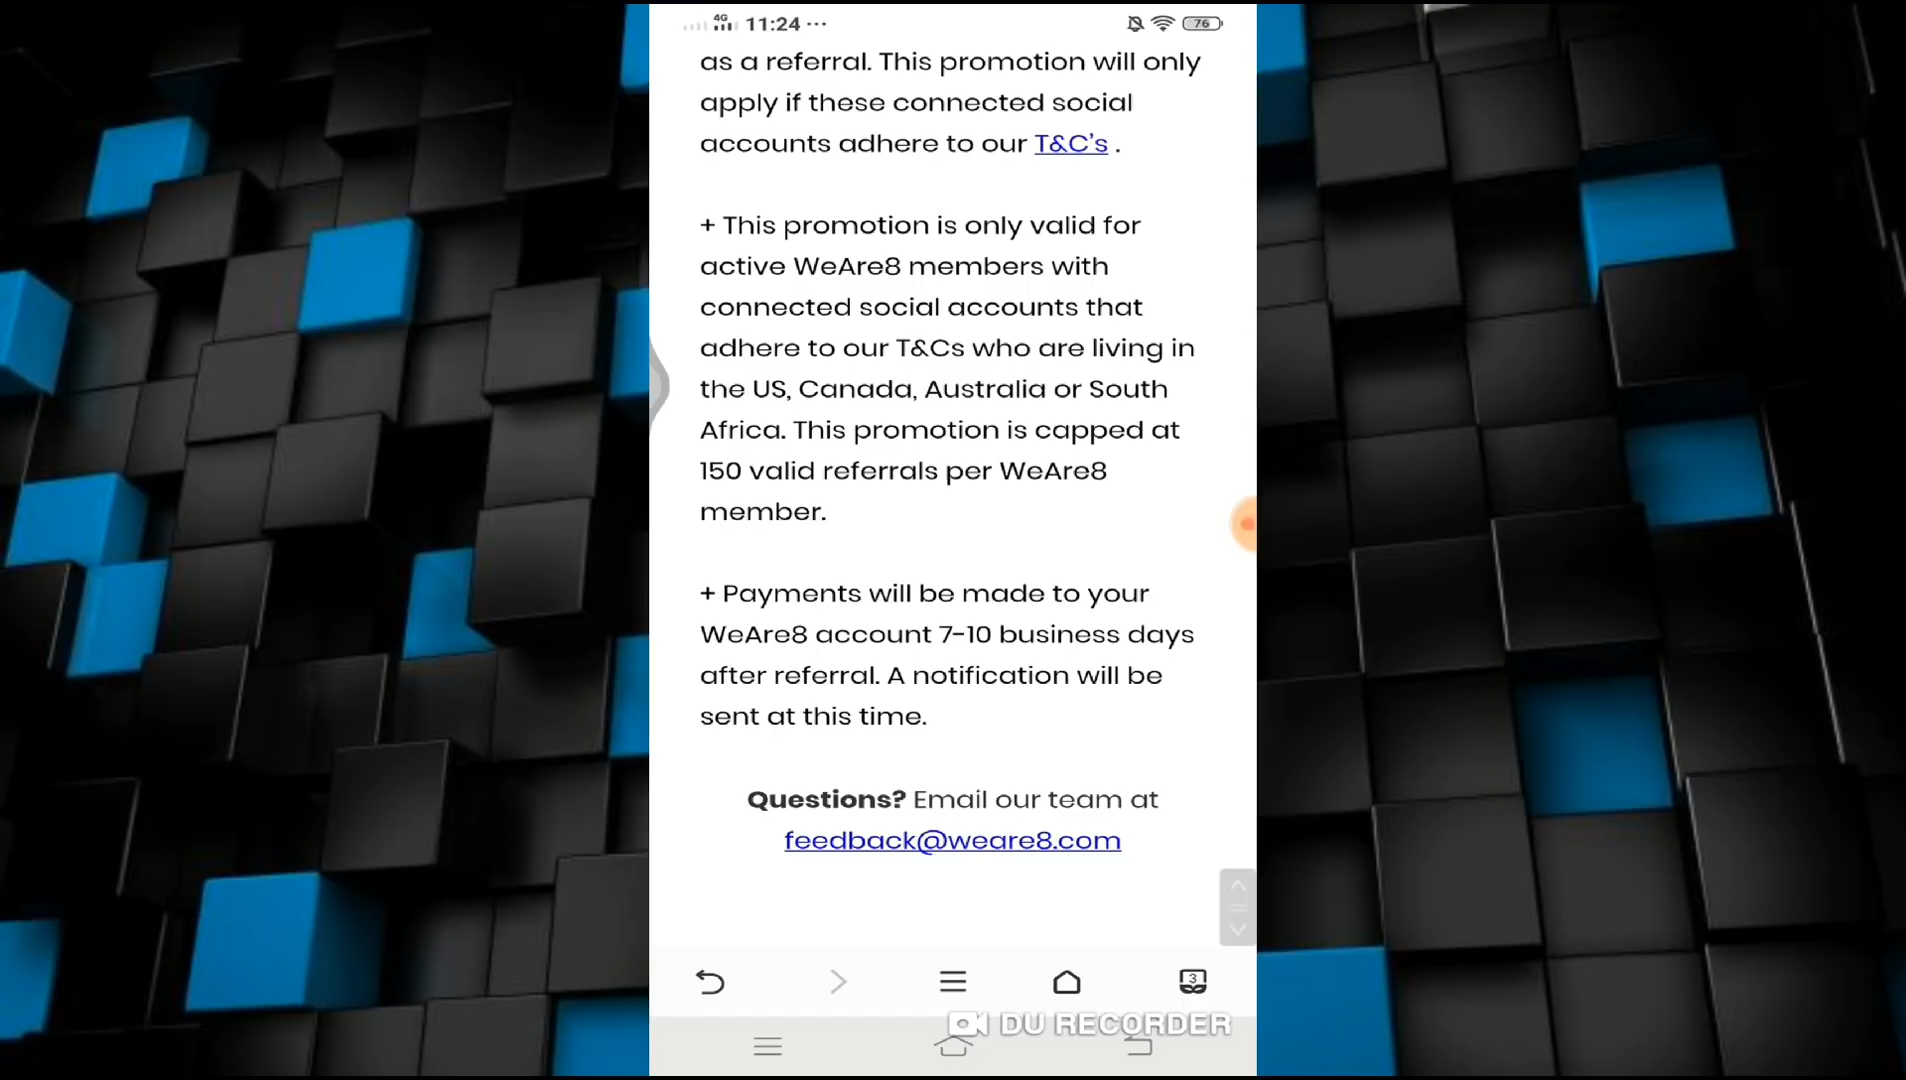 4G 11:24 ... 76
as a referral. This promotion will only
apply if these connected social
accounts adhere to our T&C's .
+ This promotion is only valid for
active WeAre8 members with
connected social accounts that
adhere to our T&Cs who are living in
the US, Canada, Australia or South
Africa. This promotion is capped at
150 valid referrals per WeAre8
member.
+ Payments will be made to your
WeAre8 account 7-10 business days
after referral. A notification will be
sent at this time.
Questions? Email our team at
feedback@weare8.com
3
DU RECORDER